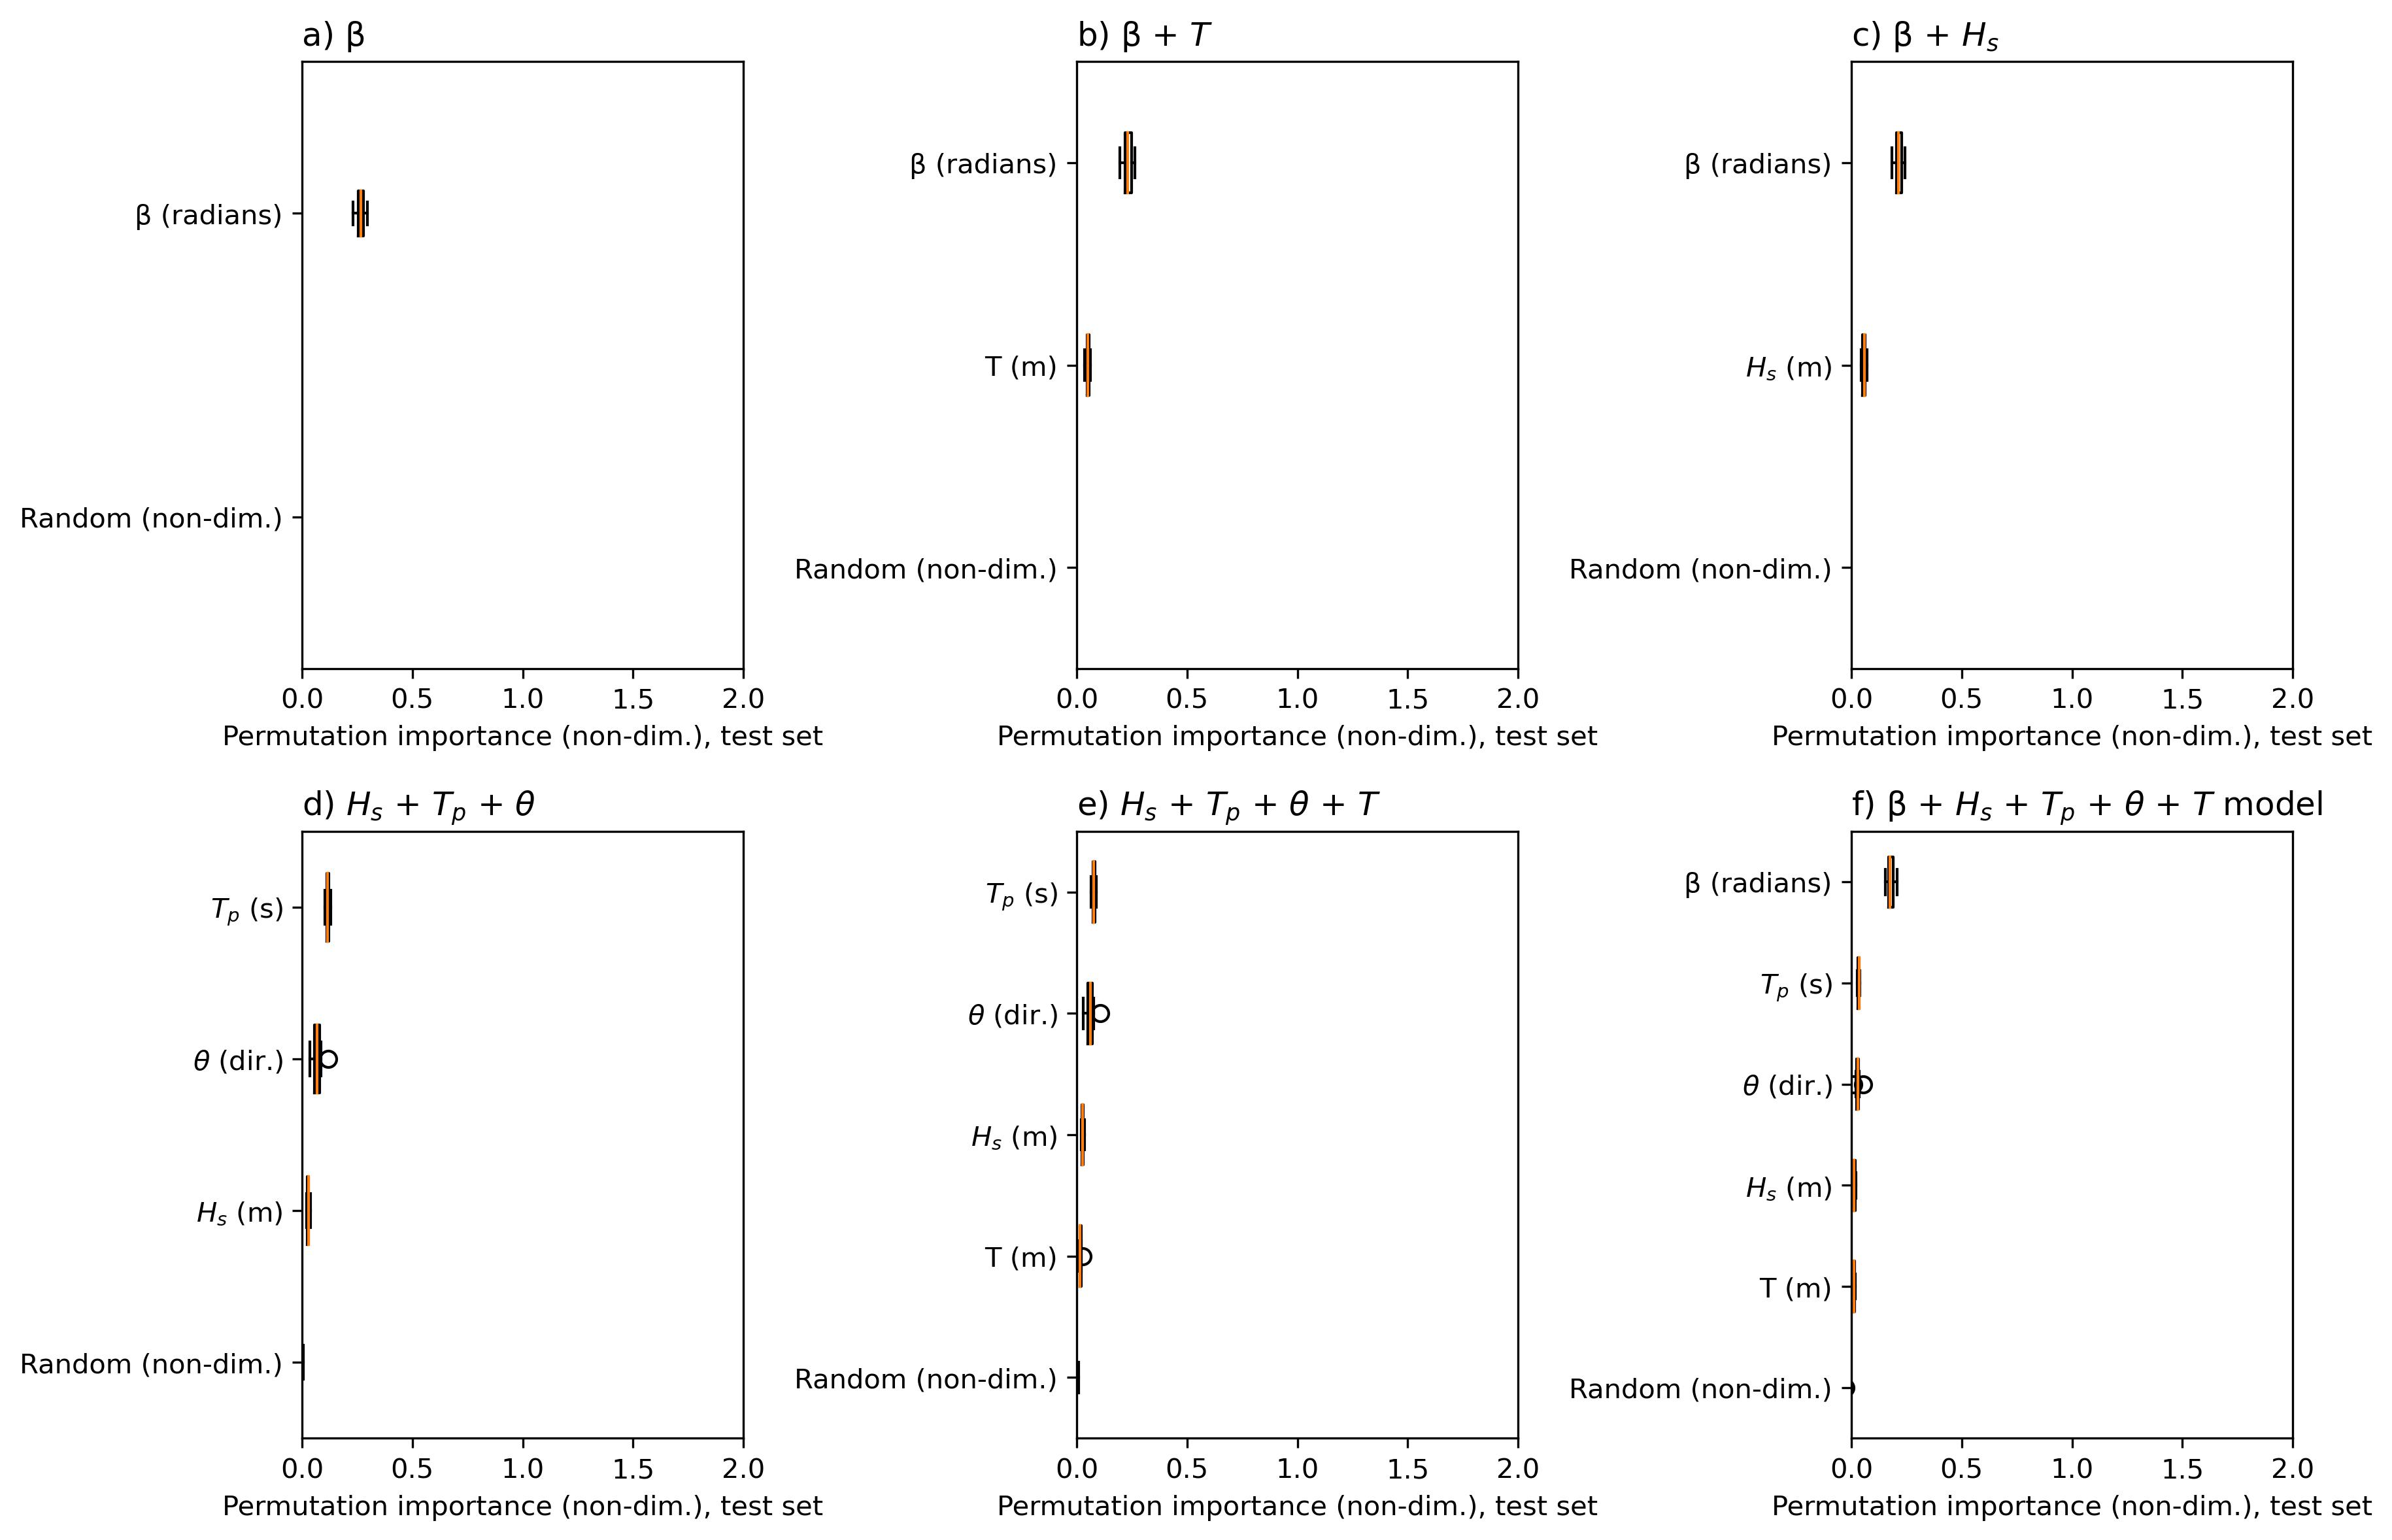 a) β
β (radians)
Random (non-dim.)
0.0 0.5 1.0 1.5 2.0
Permutation importance (non-dim.), test set
b) β + T
β (radians)
T (m)
Random (non-dim.)
0.0 0.5 1.0 1.5 2.0
Permutation importance (non-dim.), test set
c) β + Hₛ
β (radians)
Hₛ (m)
Random (non-dim.)
0.0 0.5 1.0 1.5 2.0
Permutation importance (non-dim.), test set
d) Hₛ + Tₚ + θ
Tₚ (s)
θ (dir.)
Hₛ (m)
Random (non-dim.)
0.0 0.5 1.0 1.5 2.0
Permutation importance (non-dim.), test set
e) Hₛ + Tₚ + θ + T
Tₚ (s)
θ (dir.)
Hₛ (m)
T (m)
Random (non-dim.)
0.0 0.5 1.0 1.5 2.0
Permutation importance (non-dim.), test set
f) β + Hₛ + Tₚ + θ + T model
β (radians)
Tₚ (s)
θ (dir.)
Hₛ (m)
T (m)
Random (non-dim.)
0.0 0.5 1.0 1.5 2.0
Permutation importance (non-dim.), test set